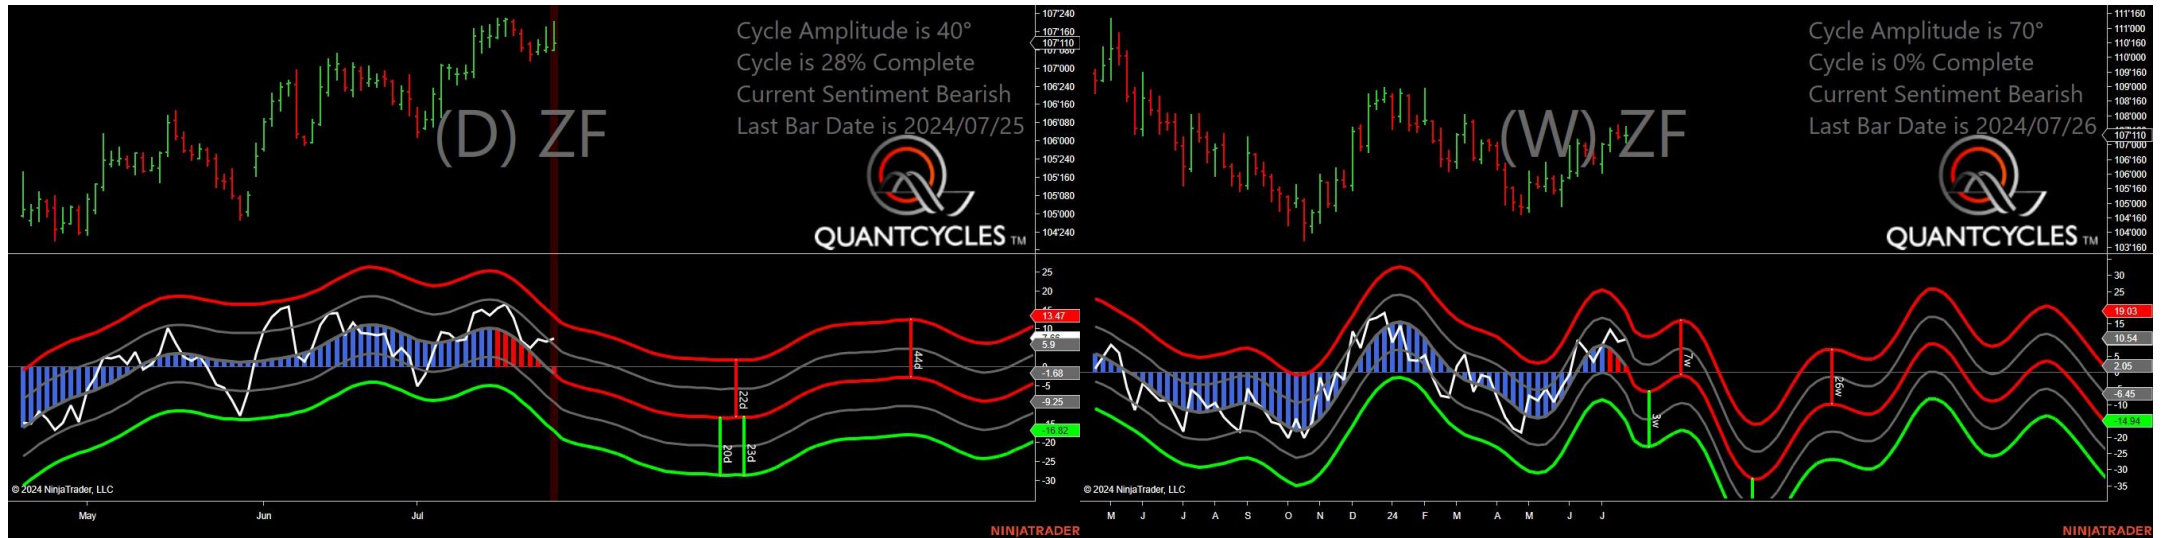 Cycle Amplitude is 40°
Cycle is 28% Complete
Current Sentiment Bearish
Last Bar Date is 2024/07/25
(D) ZF
QUANTCYCLES TM
107'240
107'160
107'110
107'080
107'000
106'240
106'160
106'080
106'000
105'240
105'160
105'080
105'000
104'240
25
20
15
13.47
10
5.9
0
-1.68
-5
-9.25
-15
-16.82
-20
-25
-30
22d
20d
23d
44d
© 2024 NinjaTrader, LLC
May Jun Jul
NINJATRADER
Cycle Amplitude is 70°
Cycle is 0% Complete
Current Sentiment Bearish
Last Bar Date is 2024/07/26
(W) ZF
QUANTCYCLES TM
111'160
111'000
110'160
110'000
109'160
109'000
108'160
108'000
107'110
107'000
106'160
106'000
105'160
105'000
104'160
104'000
103'160
30
25
19.03
15
10.54
5
2.05
-6.45
-10
-14.94
-20
-25
-30
-35
7w
3w
26w
© 2024 NinjaTrader, LLC
M J J A S O N D 24 F M A M J J
NINJATRADER